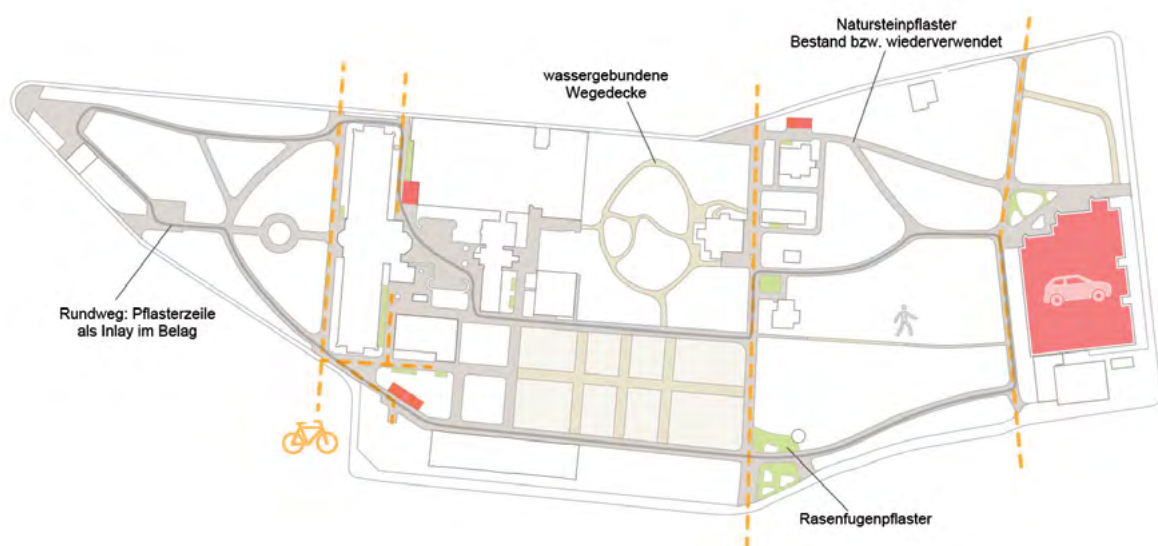 Natursteinpflaster
Bestand bzw. wiederverwendet
wassergebundene
Wegedecke
Rundweg: Pflasterzeile
als Inlay im Belag
Rasenfugenpflaster